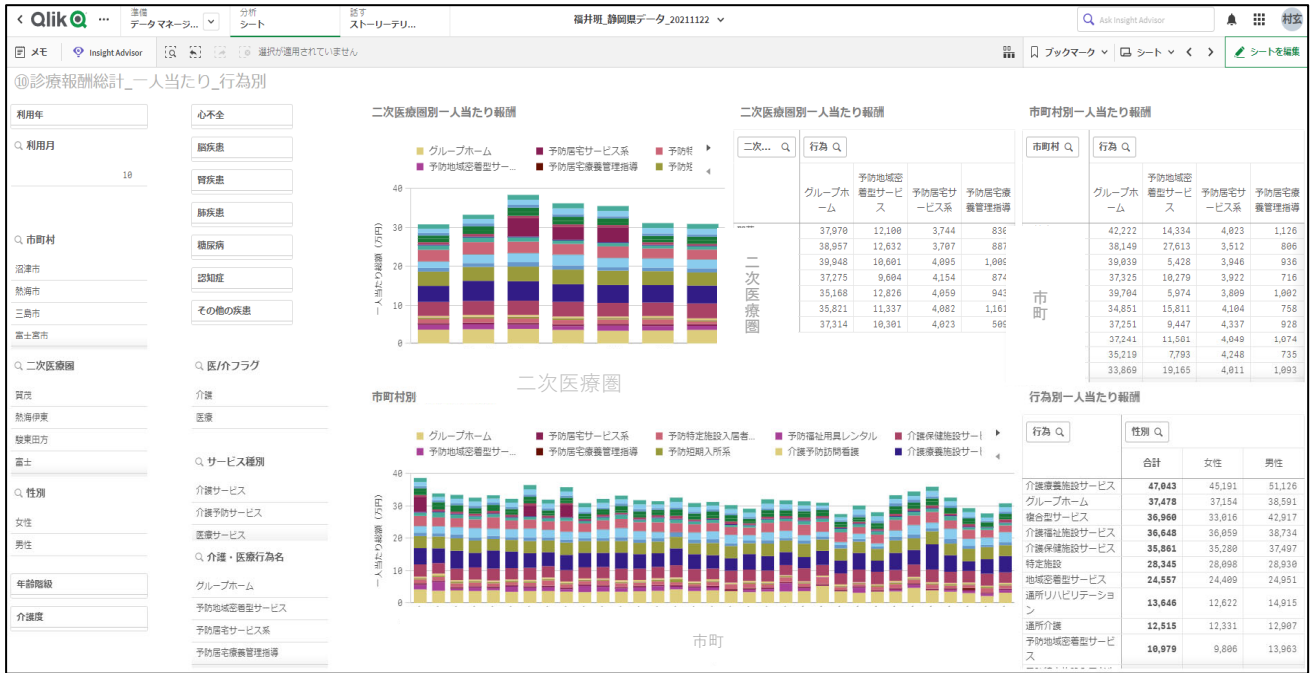 Qlik
準備
データ マネージ...
分析
シート
話す
ストーリーテリ...
福井班_静岡県データ_20211122
Ask Insight Advisor
村玄
メモ
Insight Advisor
選択が適用されていません
ブックマーク
シート
シートを編集
⑩診療報酬総計_一人当たり_行為別
利用年
利用月
10
市町村
沼津市
熱海市
三島市
富士宮市
二次医療圏
賀茂
熱海伊東
駿東田方
富士
性別
女性
男性
年齢階級
介護度
心不全
脳疾患
腎疾患
肺疾患
糖尿病
認知症
その他の疾患
医/介フラグ
介護
医療
サービス種別
介護サービス
介護予防サービス
医療サービス
介護・医療行為名
グループホーム
予防地域密着型サービス
予防居宅サービス系
予防居宅療養管理指導
二次医療圏別一人当たり報酬
グループホーム
予防居宅サービス系
予防特
予防地域密着型サー...
予防居宅療養管理指導
予防短
一人当たり総額 (万円)
40
30
20
10
0
二次医療圏
市町村別
グループホーム
予防居宅サービス系
予防特定施設入居者...
予防福祉用具レンタル
介護保健施設サー
予防地域密着型サー...
予防居宅療養管理指導
予防短期入所系
介護予防訪問看護
介護療養施設サー
一人当たり総額 (万円)
40
30
20
10
0
市町
二次医療圏別一人当たり報酬
二次...
行為
グループホーム
予防地域密着型サービス
予防居宅サービス系
予防居宅療養管理指導
37,970 12,100 3,744 830
38,957 12,632 3,707 887
39,948 10,601 4,095 1,009
37,275 9,604 4,154 874
35,168 12,826 4,059 943
35,821 11,337 4,082 1,161
37,314 10,301 4,023 509
二次医療圏
市町村別一人当たり報酬
市町村
行為
グループホーム
予防地域密着型サービス
予防居宅サービス系
予防居宅療養管理指導
42,222 14,334 4,023 1,126
38,149 27,613 3,512 806
39,039 5,428 3,946 936
37,325 10,279 3,922 716
39,704 5,974 3,809 1,002
34,851 15,811 4,104 758
37,251 9,447 4,337 928
37,241 11,501 4,049 1,074
35,219 7,793 4,248 735
33,869 19,165 4,011 1,093
市町
行為別一人当たり報酬
行為
性別
合計 女性 男性
介護療養施設サービス 47,043 45,191 51,126
グループホーム 37,478 37,154 38,591
複合型サービス 36,960 33,016 42,917
介護福祉施設サービス 36,648 36,059 38,734
介護保健施設サービス 35,861 35,280 37,497
特定施設 28,345 28,098 28,930
地域密着型サービス 24,557 24,409 24,951
通所リハビリテーション 13,646 12,622 14,915
通所介護 12,515 12,331 12,907
予防地域密着型サービス 10,979 9,806 13,963